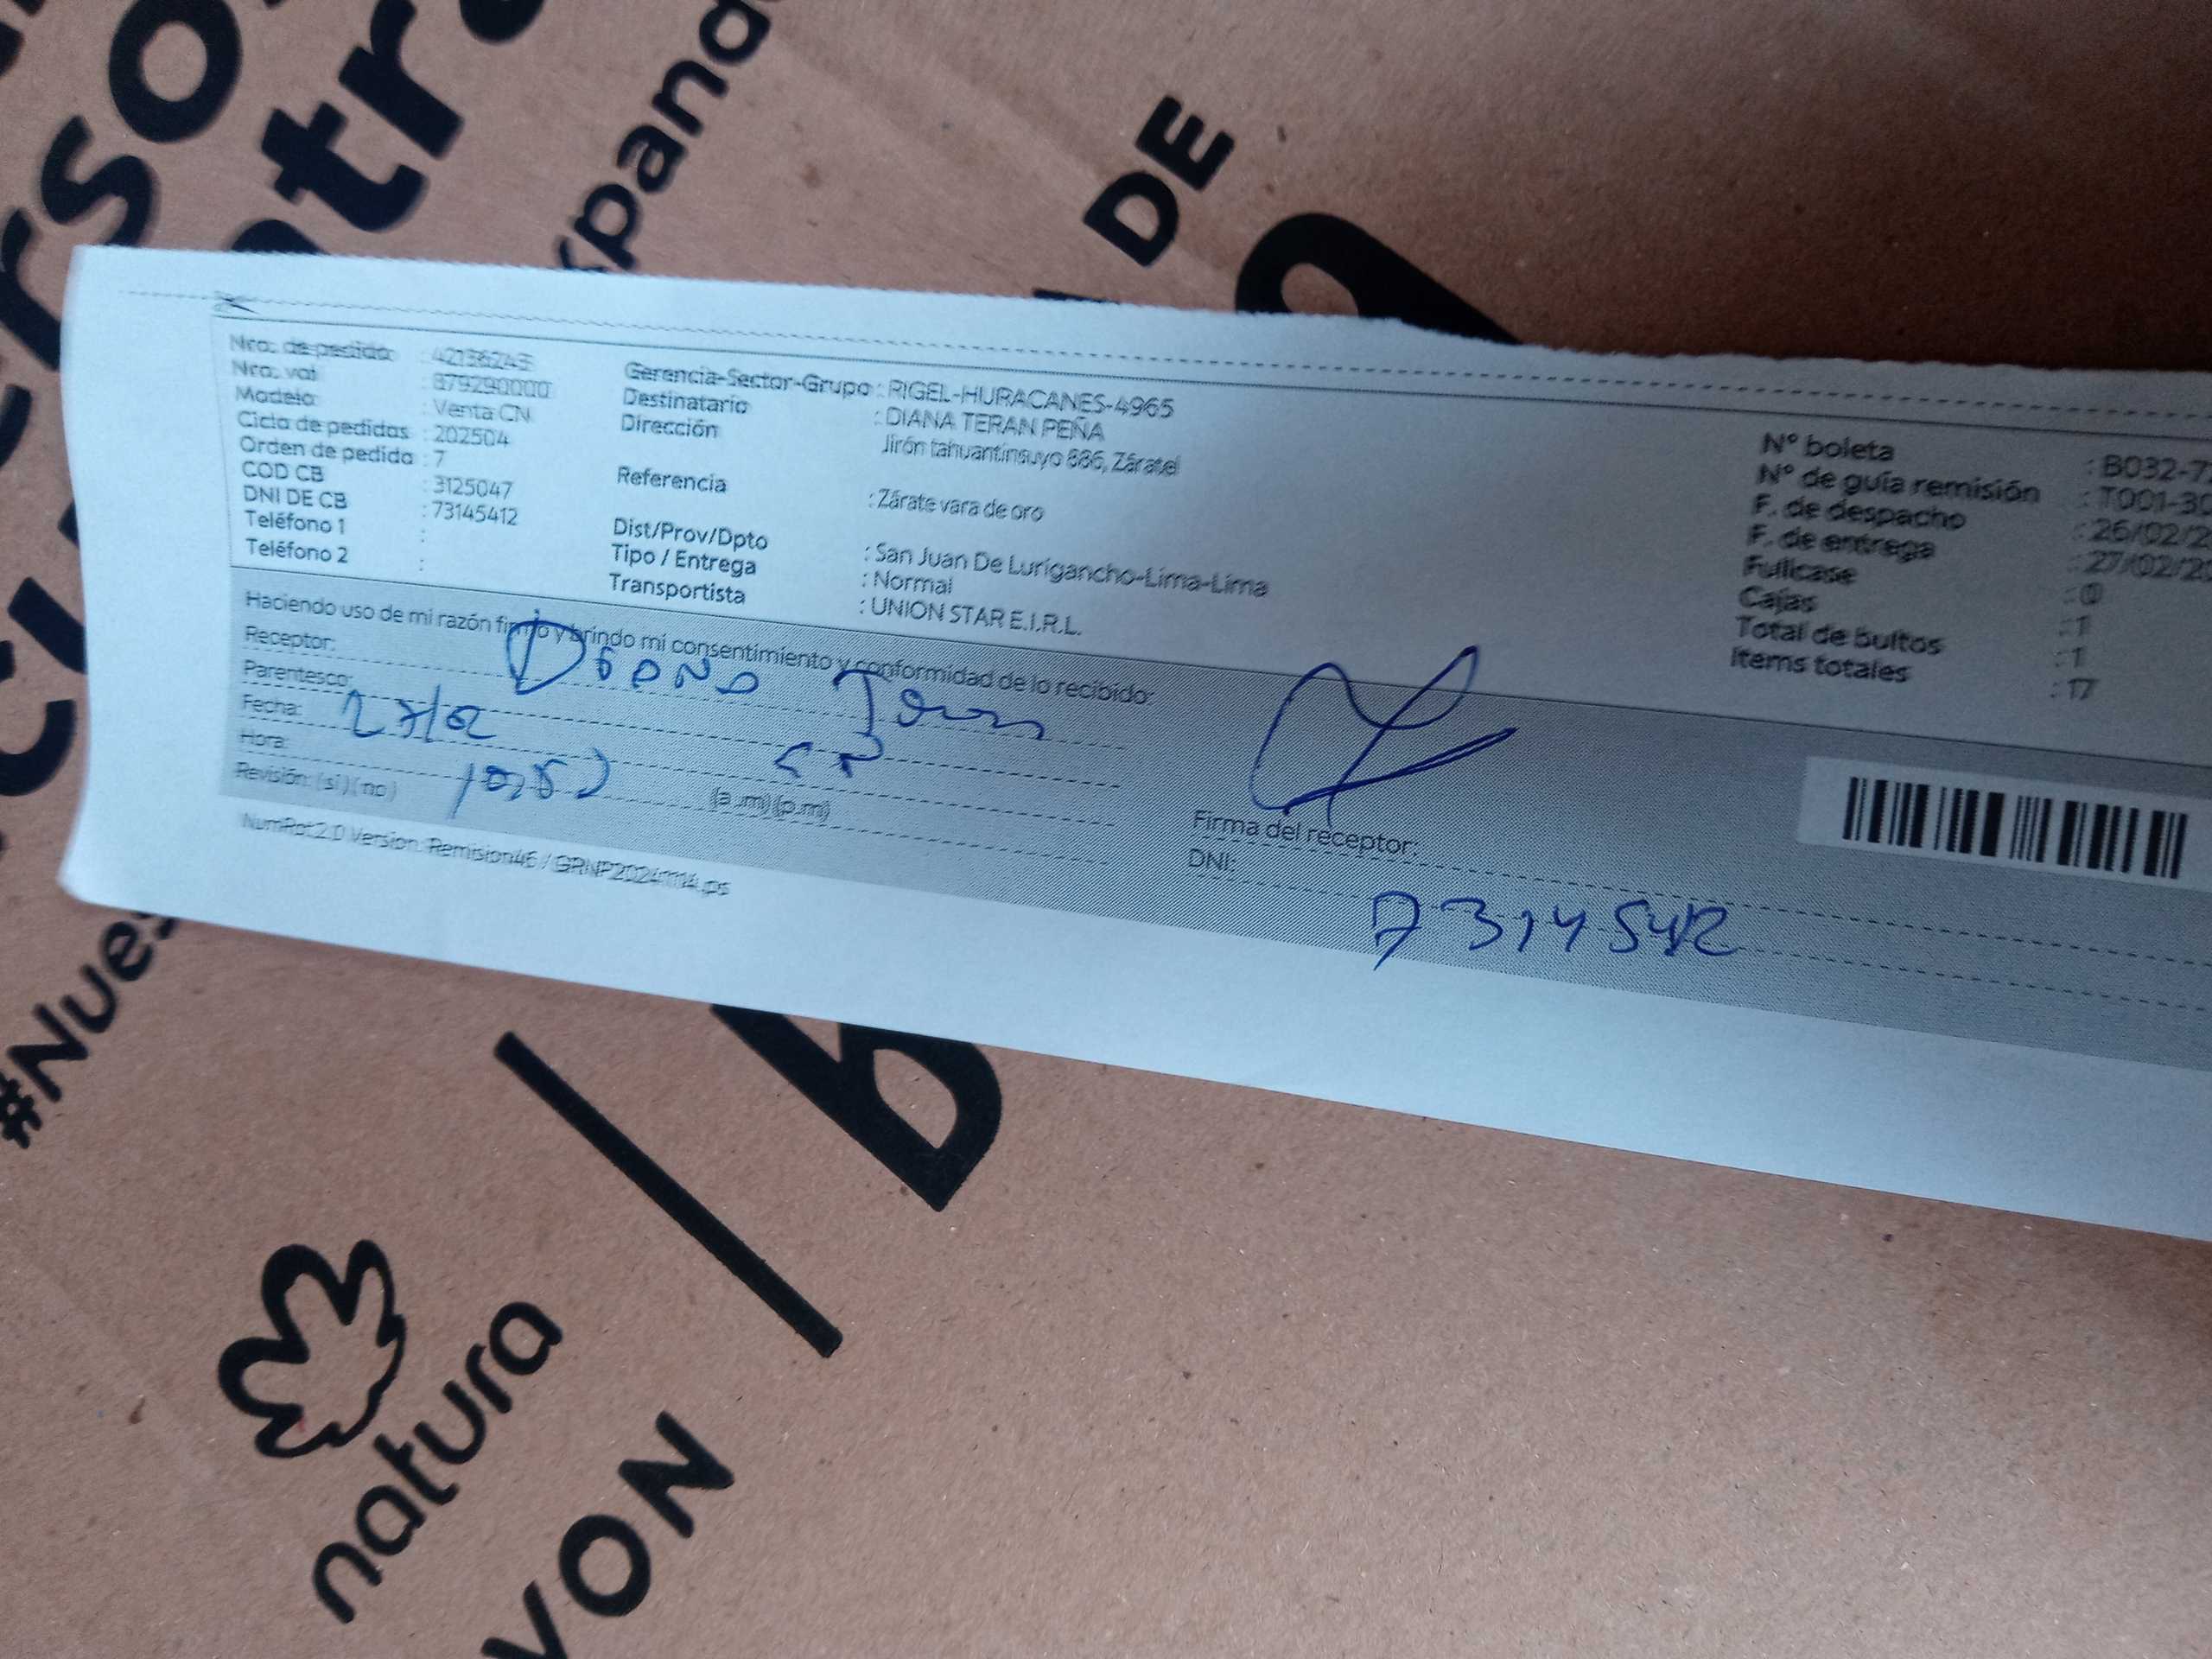 DE
#Nues
Nro. de pedido : 42136243
Nro. vol : 879290000
Modelo : Venta CN
Ciclo de pedidos : 202504
Orden de pedido : 7
COD CB : 3125047
DNI DE CB : 73145412
Teléfono 1 :
Teléfono 2 :
Gerencia-Sector-Grupo : RIGEL-HURACANES-4965
Destinatario : DIANA TERAN PEÑA
Dirección Jirón tahuantinsuyo 886, Zárate
Referencia : Zárate vara de oro
Dist/Prov/Dpto : San Juan De Lurigancho-Lima-Lima
Tipo / Entrega : Normal
Transportista : UNION STAR E.I.R.L.
N° boleta : B032-7
N° de guía remisión : T001-3
F. de despacho : 26/02/2
F. de entrega : 27/02/20
Fullcase : 0
Cajas : 1
Total de bultos : 1
Items totales : 17
Haciendo uso de mi razón firmo y brindo mi consentimiento y conformidad de lo recibido:
Receptor: Diana Teran
Parentesco:
Fecha: 27/02
Hora: (a.m) (p.m)
Revisión: (si) (no)
Firma del receptor:
DNI: 7314542
NumRot2.0 Version: Remision46 / GRNP20241114.ps
natura
VON